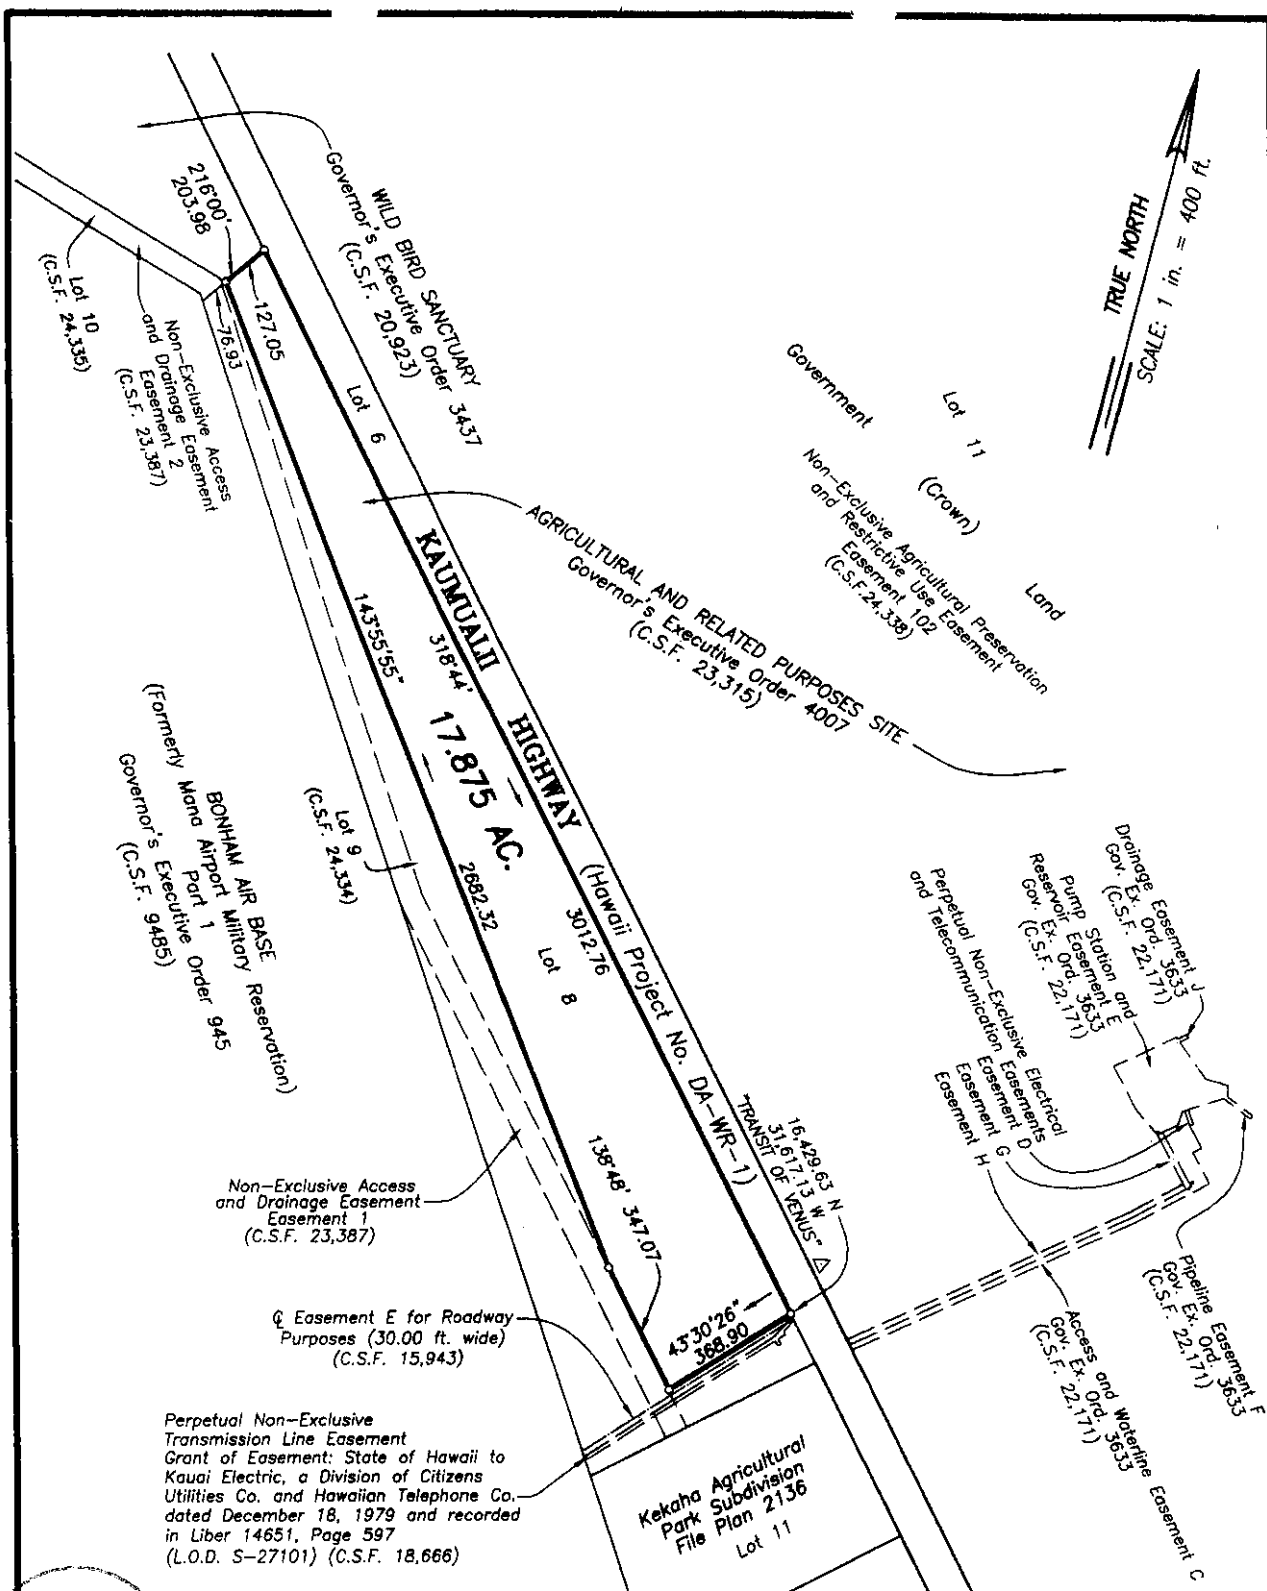 TRUE NORTH
SCALE: 1 in. = 400 ft.
WILD BIRD SANCTUARY
Governor's Executive Order 3437
(C.S.F. 20,923)
216°00'
203.98
Lot 10
(C.S.F. 24,335)
Non-Exclusive Access
and Drainage Easement
Easement 2
(C.S.F. 23,387)
76.93
127.05
Lot 6
Government
Lot 11
(Crown)
Land
Non-Exclusive Agricultural Preservation
and Restrictive Use Easement
Easement 102
(C.S.F.24,338)
AGRICULTURAL AND RELATED PURPOSES SITE
Governor's Executive Order 4007
(C.S.F. 23,315)
KAUMUALII HIGHWAY (Hawaii Project No. DA-WR-1)
318°44'
3012.76
143°55'55"
2682.32
17.875 AC.
Lot 8
Lot 9
(C.S.F. 24,334)
BONHAM AIR BASE
(Formerly Mana Airport Military Reservation)
Part 1
Governor's Executive Order 945
(C.S.F. 9485)
Drainage Easement J
Gov. Ex. Ord. 3633
(C.S.F. 22,171)
Pump Station and
Reservoir Easement E
Gov. Ex. Ord. 3633
(C.S.F. 22,171)
Perpetual Non-Exclusive Electrical
and Telecommunication Easements
Easement D
Easement G
Easement H
16,429.63 N
31,617.13 W
"TRANSIT OF VENUS"
Non-Exclusive Access
and Drainage Easement
Easement 1
(C.S.F. 23,387)
138°48' 347.07
43°30'26"
368.90
℄ Easement E for Roadway
Purposes (30.00 ft. wide)
(C.S.F. 15,943)
Pipeline Easement F
Gov. Ex. Ord. 3633
(C.S.F. 22,171)
Access and Waterline Easement C
Gov. Ex. Ord. 3633
(C.S.F. 22,171)
Perpetual Non-Exclusive
Transmission Line Easement
Grant of Easement: State of Hawaii to
Kauai Electric, a Division of Citizens
Utilities Co. and Hawaiian Telephone Co.
dated December 18, 1979 and recorded
in Liber 14651, Page 597
(L.O.D. S-27101) (C.S.F. 18,666)
Kekaha Agricultural
Park Subdivision
File Plan 2136
Lot 11